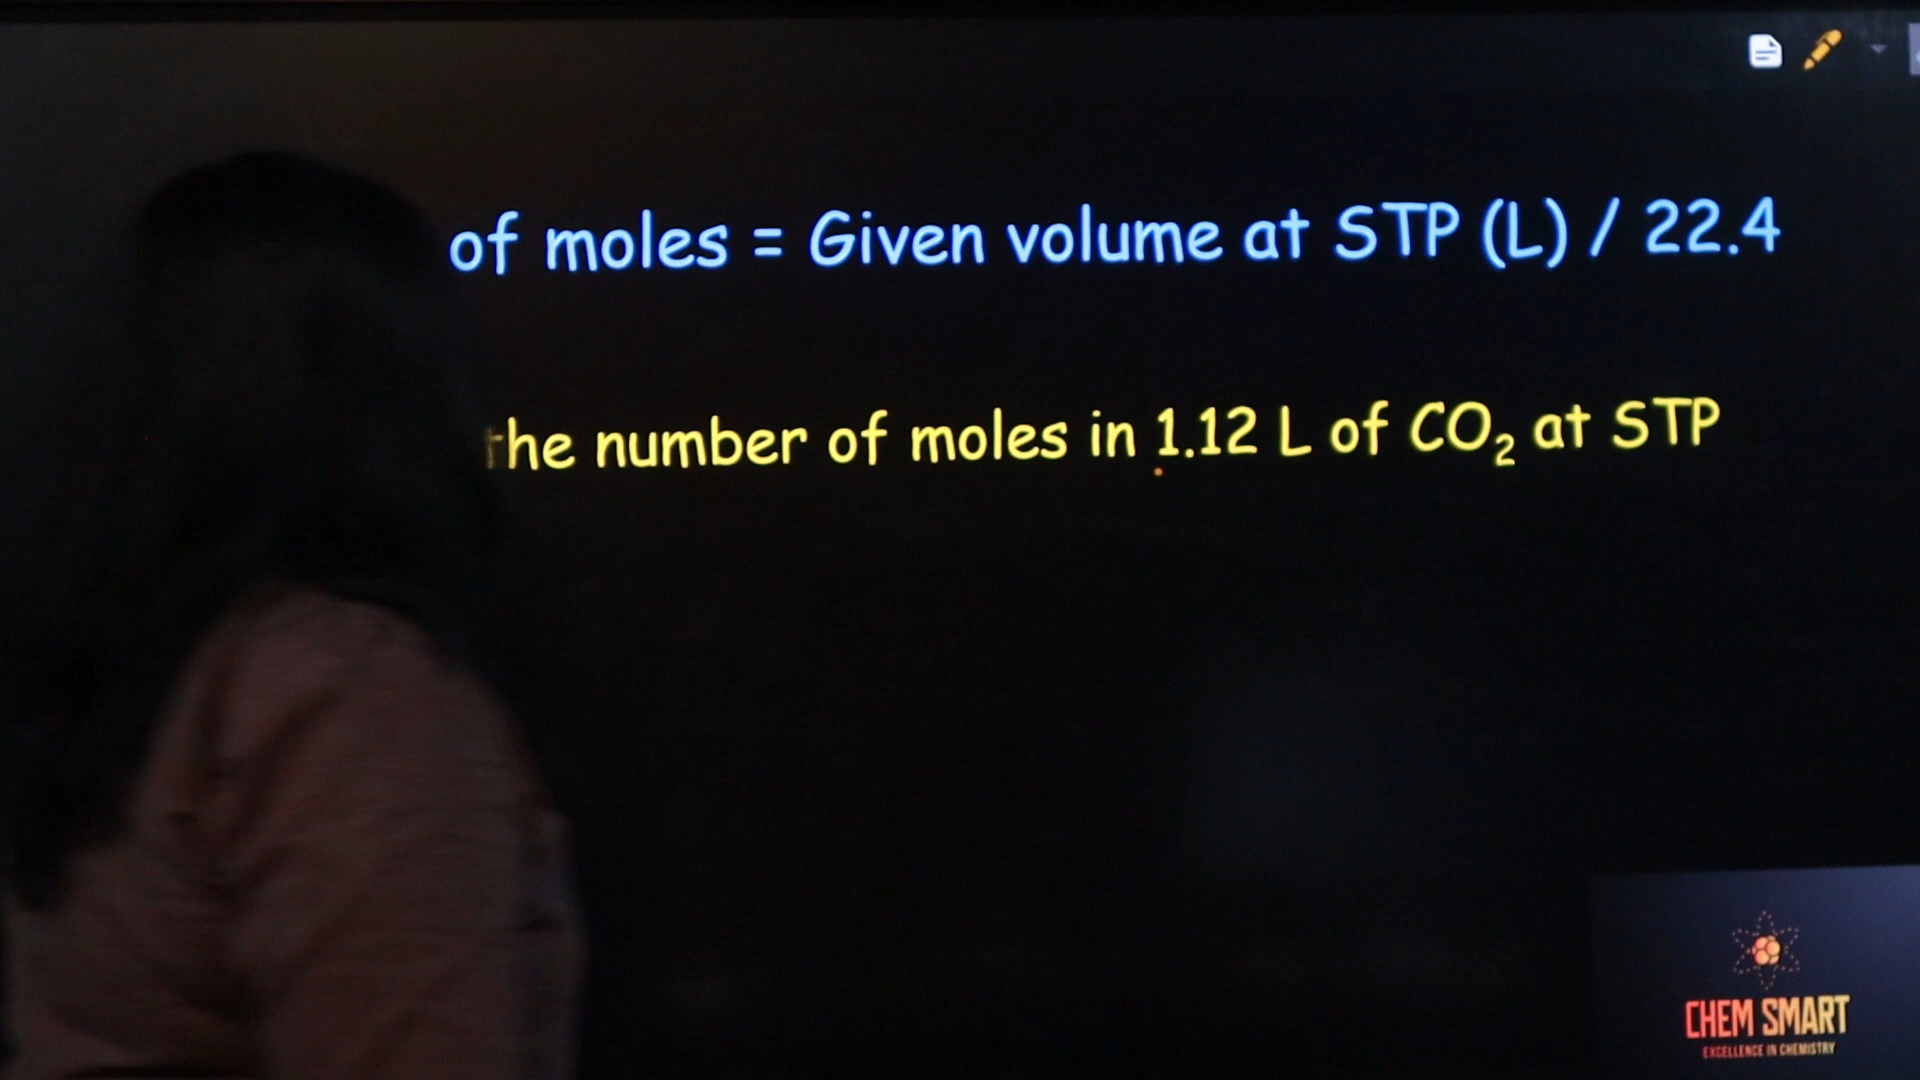 of moles = Given volume at STP (L) / 22.4
the number of moles in 1.12 L of CO₂ at STP
CHEM SMART
EXCELLENCE IN CHEMISTRY